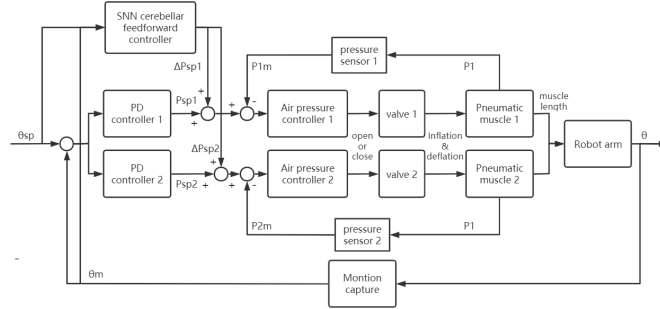 SNN cerebellar
feedforward
controller
ΔPsp1
P1m
pressure
sensor 1
P1
θsp
PD
controller 1
Psp1
+
+
+
-
Air pressure
controller 1
valve 1
Pneumatic
muscle 1
muscle
length
open
or
close
Inflation
&
deflation
Robot arm
θ
ΔPsp2
PD
controller 2
Psp2
+
+
+
-
Air pressure
controller 2
valve 2
Pneumatic
muscle 2
P2m
pressure
sensor 2
P1
-
θm
Montion
capture